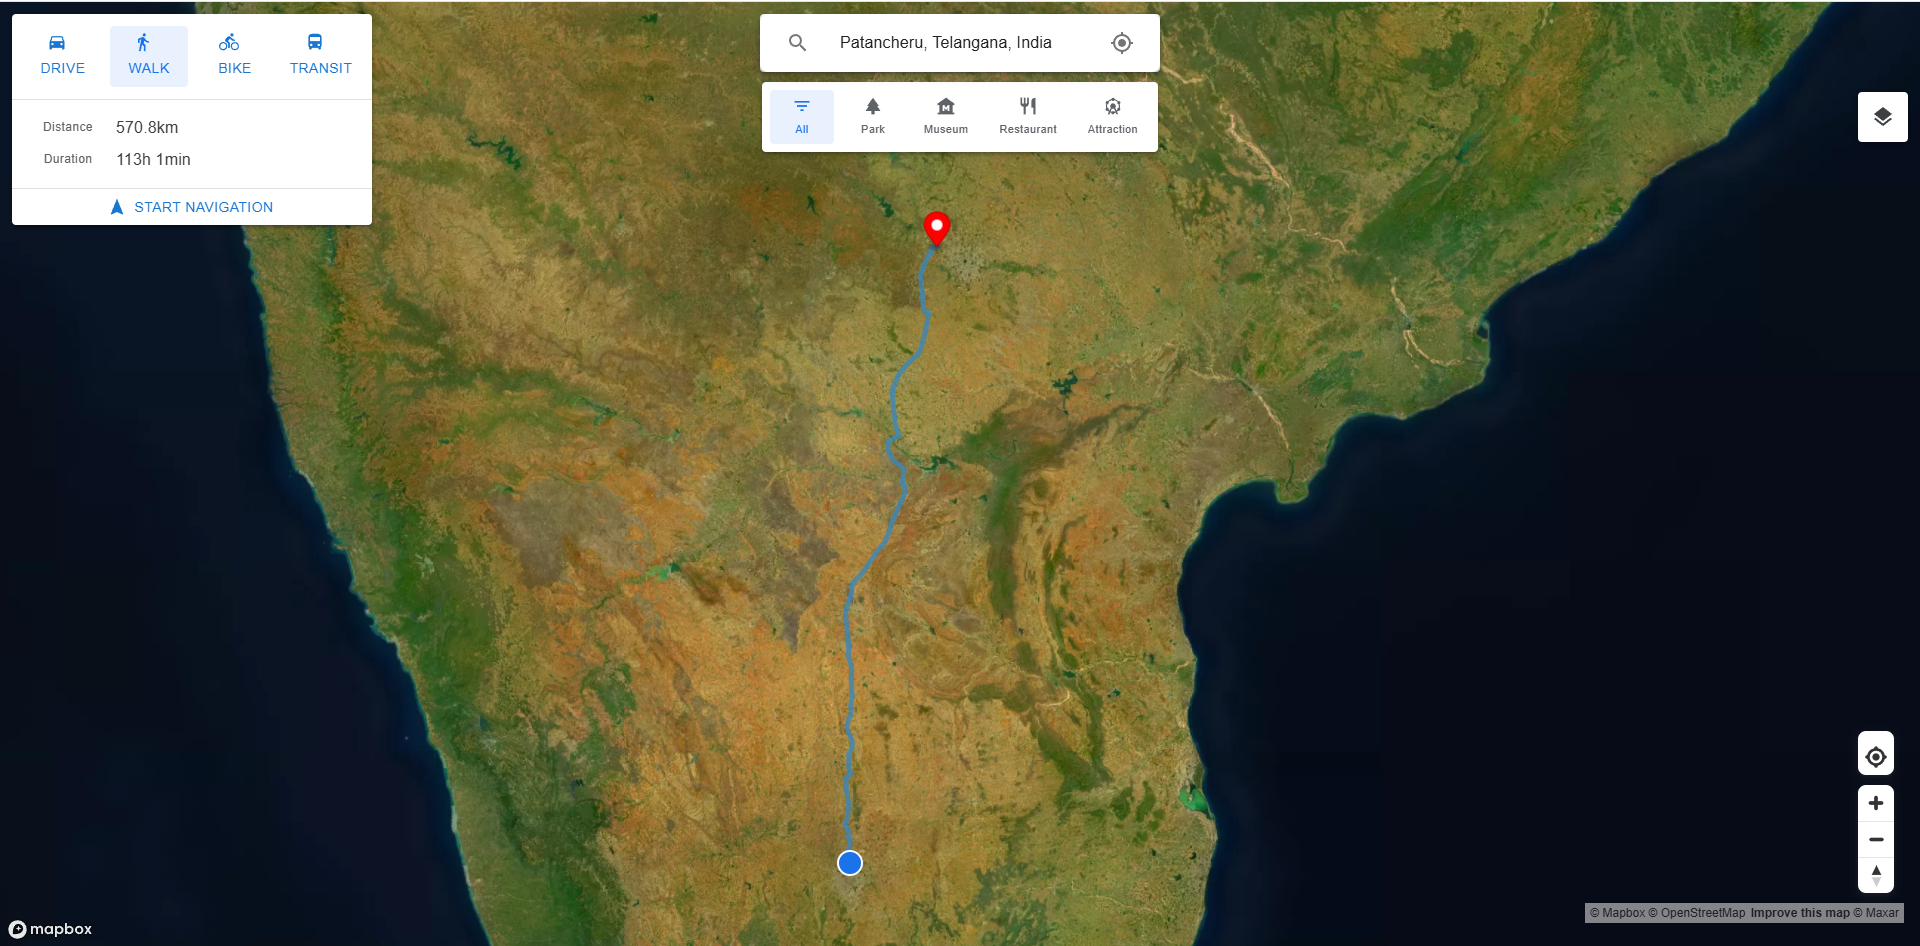 DRIVE
WALK
BIKE
TRANSIT
Distance 570.8km
Duration 113h 1min
START NAVIGATION
Patancheru, Telangana, India
All
Park
Museum
Restaurant
Attraction
mapbox
© Mapbox © OpenStreetMap Improve this map © Maxar